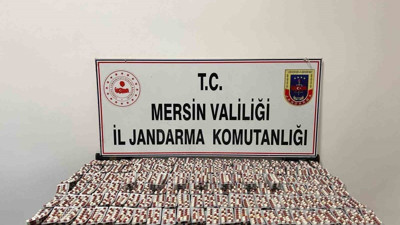 T.C.
MERSİN VALİLİĞİ
İL JANDARMA KOMUTANLIĞI